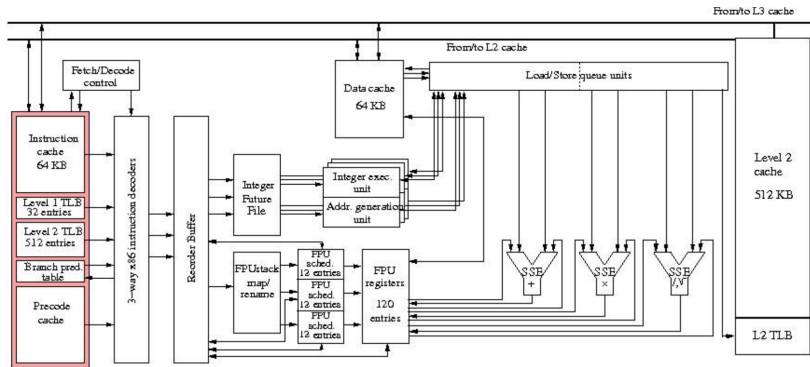 From/to L3 cache
From/to L2 cache
Fetch/Decode
control
Data cache
64 KB
Load/Store queue units
Instruction
cache
64 KB
Level 1 TLB
32 entries
Level 2 TLB
512 entries
Branch pred.
table
Precode
cache
3-way x86 instruction decoders
Reorder Buffer
Integer
Future
File
Integer exec.
unit
Addr. generation
unit
FPUstack
map/
rename
FPU
sched.
12 entries
FPU
sched.
12 entries
FPU
sched.
12 entries
FPU
registers
120
entries
SSE
+
SSE
×
SSE
/,√
Level 2
cache
512 KB
L2 TLB